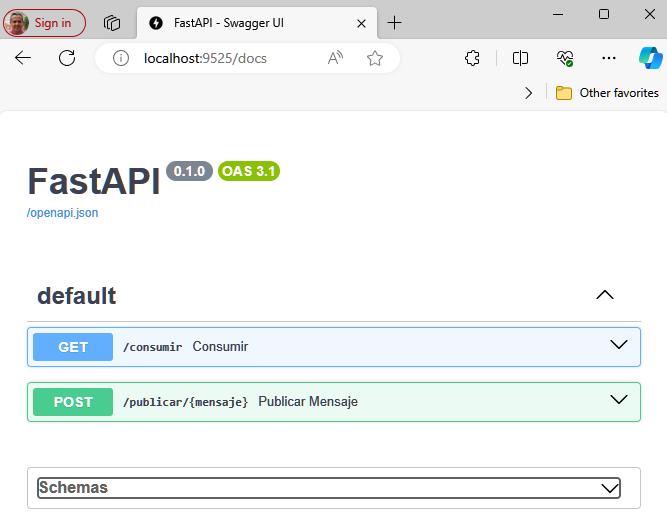 Sign in
FastAPI - Swagger UI
localhost:9525/docs
Other favorites
FastAPI 0.1.0 OAS 3.1
/openapi.json
default
GET /consumir Consumir
POST /publicar/{mensaje} Publicar Mensaje
Schemas